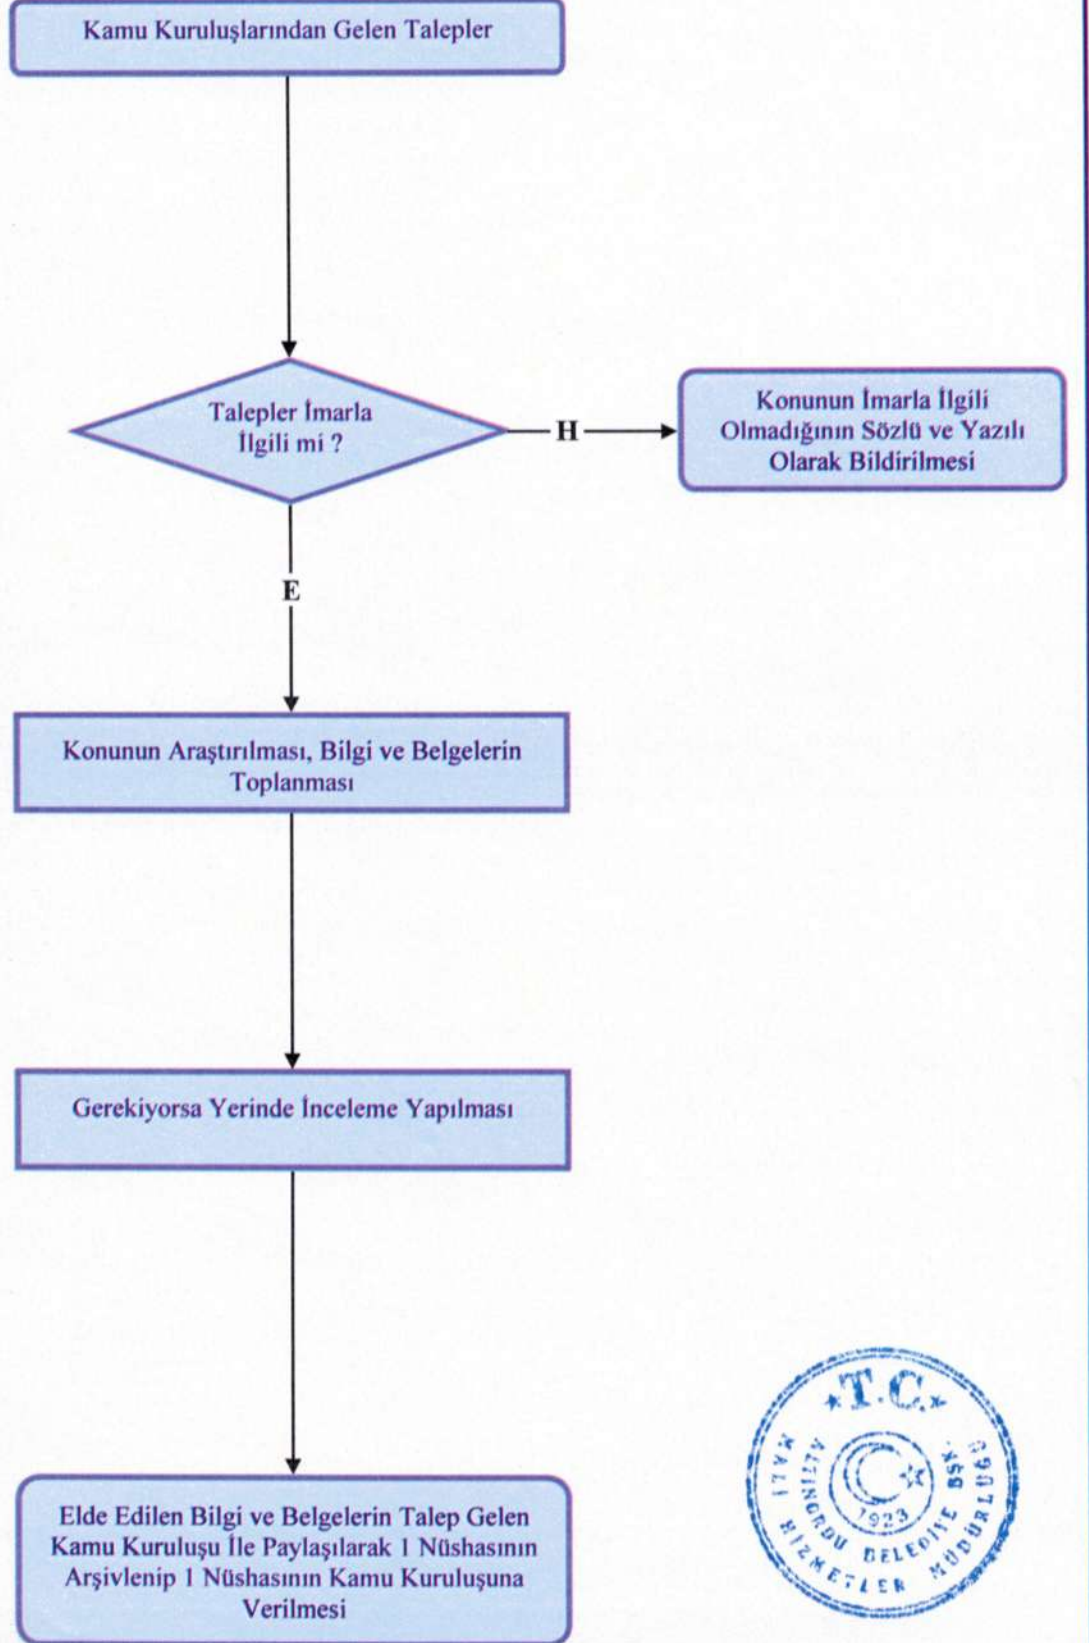 Kamu Kuruluşlarından Gelen Talepler
Talepler İmarla
İlgili mi ?
H
Konunun İmarla İlgili
Olmadığının Sözlü ve Yazılı
Olarak Bildirilmesi
E
Konunun Araştırılması, Bilgi ve Belgelerin
Toplanması
Gerekiyorsa Yerinde İnceleme Yapılması
Elde Edilen Bilgi ve Belgelerin Talep Gelen
Kamu Kuruluşu İle Paylaşılarak 1 Nüshasının
Arşivlenip 1 Nüshasının Kamu Kuruluşuna
Verilmesi
T.C.
ALTINORDU BELEDİYE BŞK.
MALİ HİZMETLER MÜDÜRLÜĞÜ
1923